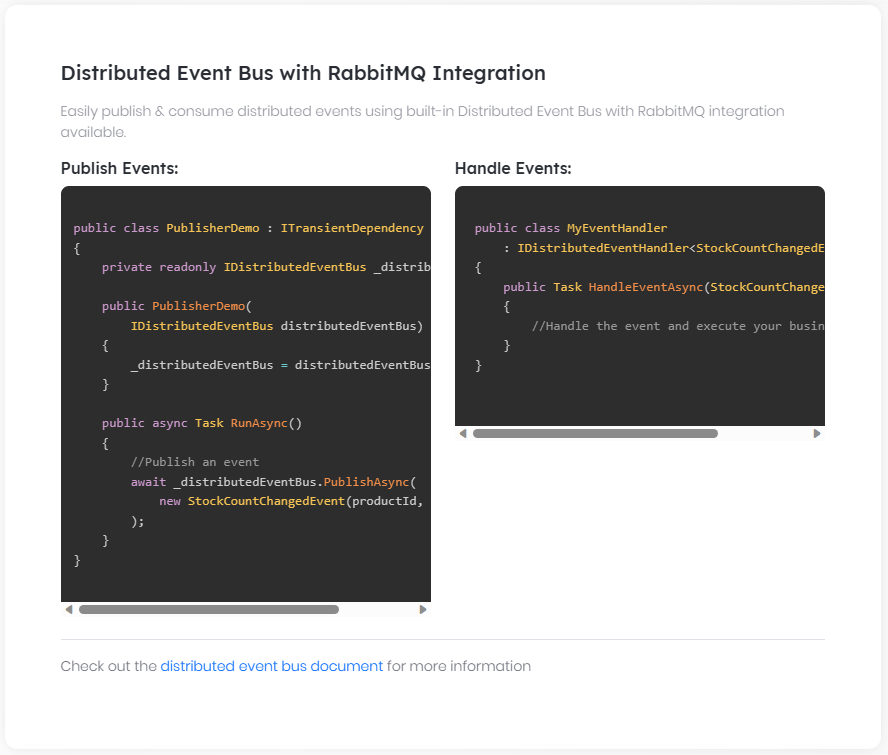 Distributed Event Bus with RabbitMQ Integration
Easily publish & consume distributed events using built-in Distributed Event Bus with RabbitMQ integration
available.
Publish Events:
public class PublisherDemo : ITransientDependency
{
    private readonly IDistributedEventBus _distrib
    public PublisherDemo(
        IDistributedEventBus distributedEventBus)
    {
        _distributedEventBus = distributedEventBus
    }
    public async Task RunAsync()
    {
        //Publish an event
        await _distributedEventBus.PublishAsync(
            new StockCountChangedEvent(productId,
        );
    }
}
Handle Events:
public class MyEventHandler
    : IDistributedEventHandler<StockCountChangedE
{
    public Task HandleEventAsync(StockCountChange
    {
        //Handle the event and execute your busin
    }
}
Check out the distributed event bus document for more information